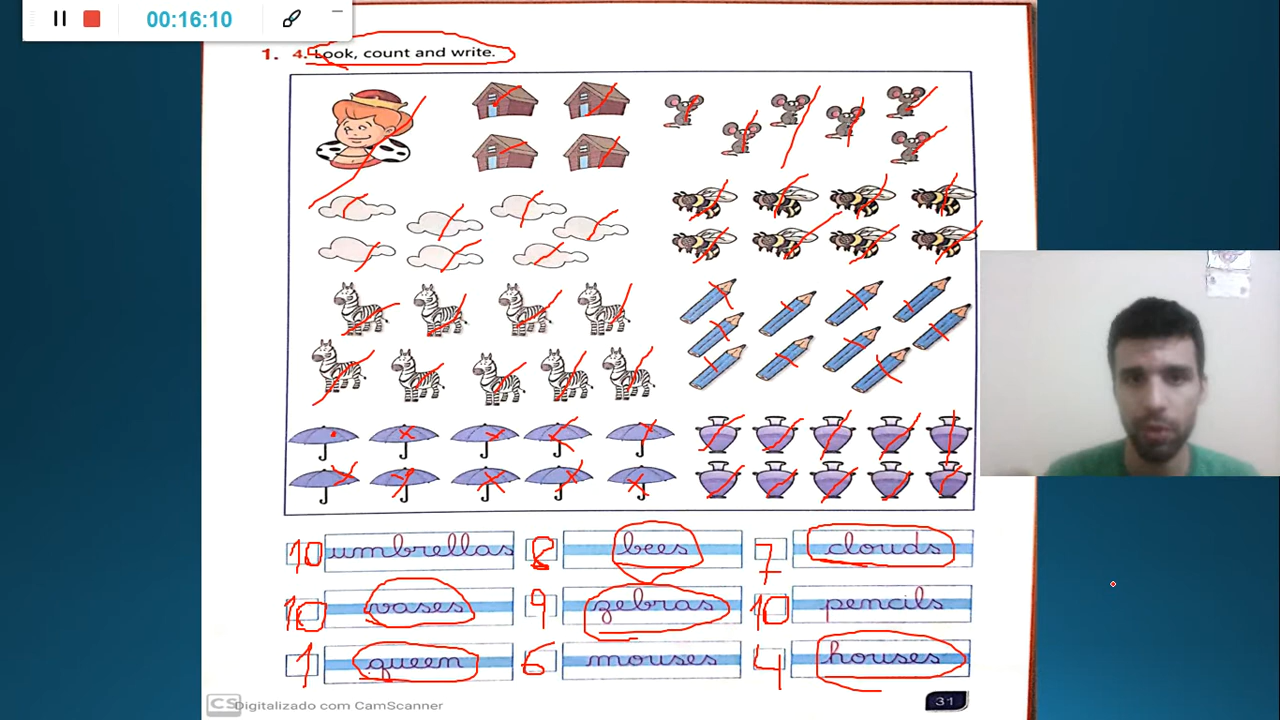 00:16:10
1. 4. Look, count and write.
10 umbrellas 8 bees 7 clouds
10 vases 9 zebras 10 pencils
1 queen 6 mouses 4 houses
CS Digitalizado com CamScanner
31